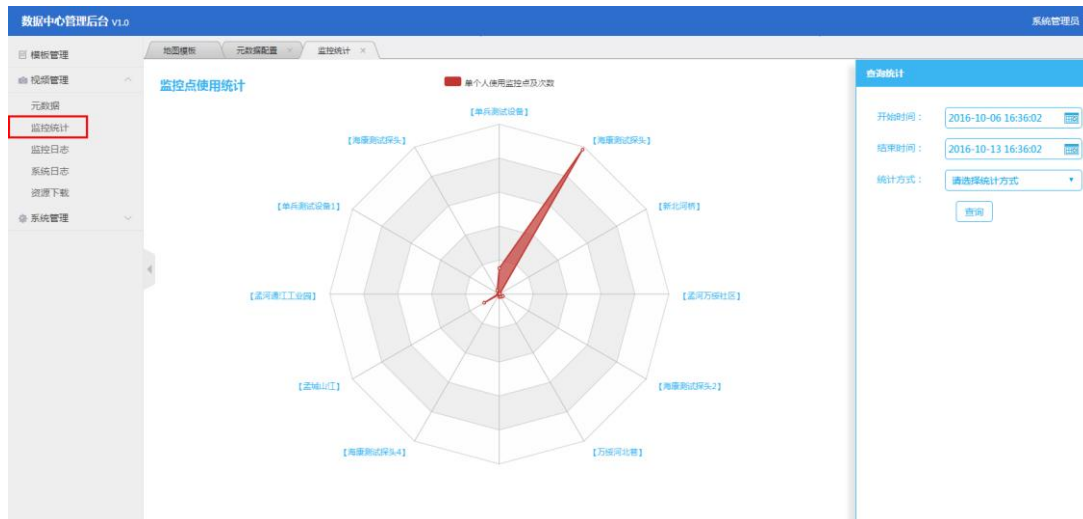 数据中心管理后台 V1.0
系统管理员
模板管理
视频管理
元数据
监控统计
监控日志
系统日志
资源下载
系统管理
地图模板 元数据配置 × 监控统计 ×
监控点使用统计
单个人使用监控点及次数
【单兵测试设备】
【海康测试探头】
【海康测试探头】
【单兵测试设备1】
【新北河桥】
【孟河通江工业园】
【孟河万绥社区】
【孟城山江】
【海康测试探头2】
【海康测试探头4】
【万绥河北巷】
查询统计
开始时间： 2016-10-06 16:36:02
结束时间： 2016-10-13 16:36:02
统计方式： 请选择统计方式
查询